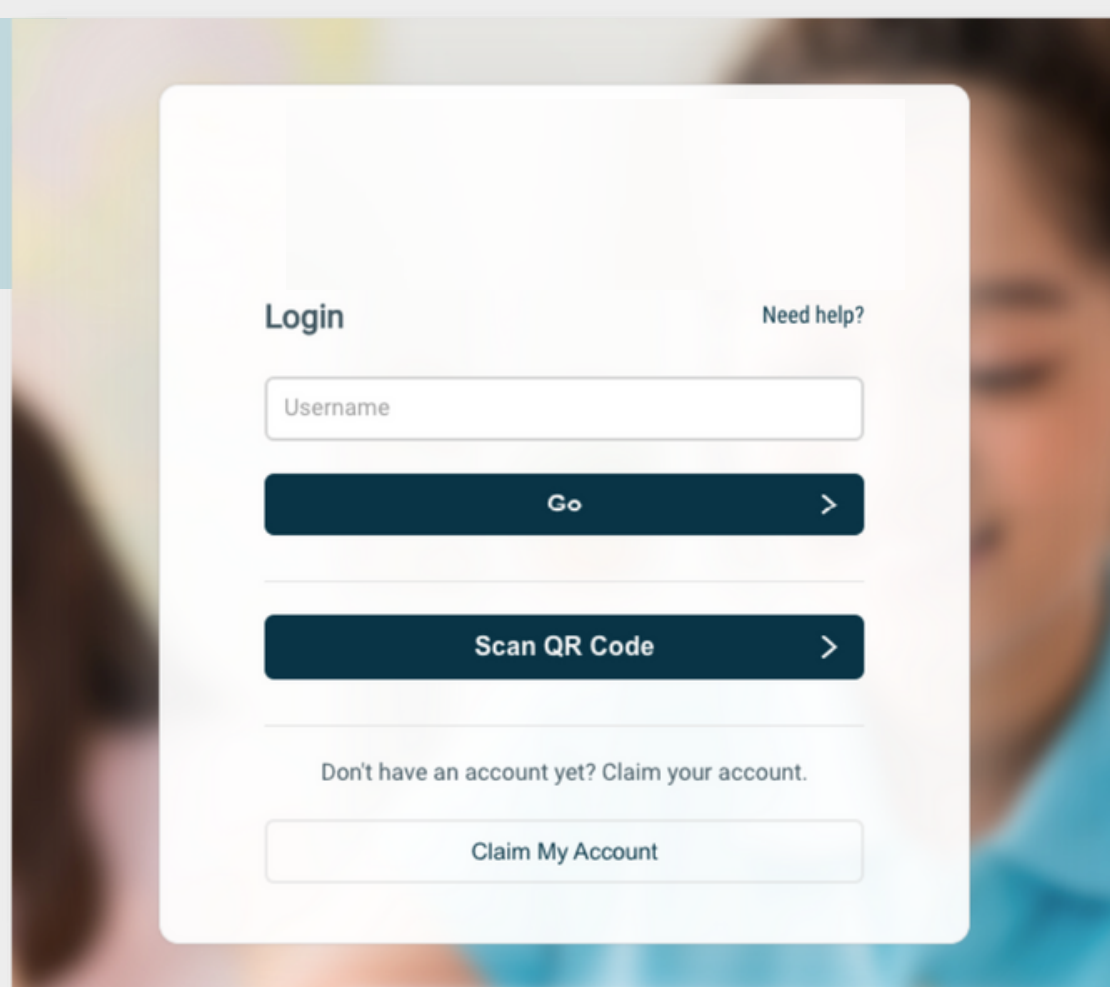 Login
Need help?
Username
Go
Scan QR Code
Don't have an account yet? Claim your account.
Claim My Account